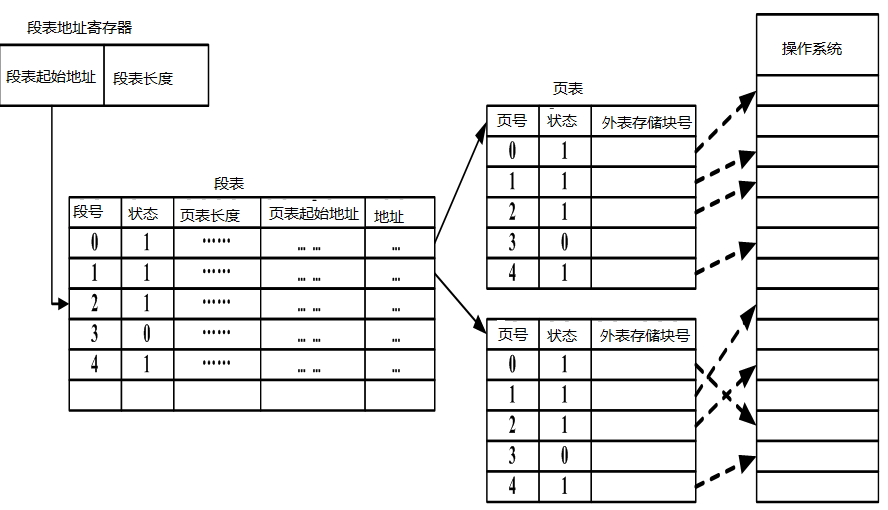 段表地址寄存器
段表起始地址 段表长度
操作系统
页表
页号 状态 外表存储块号
0 1
1 1
2 1
3 0
4 1
段表
段号 状态 页表长度 页表起始地址 地址
0 1 …… ... ... ...
1 1 …… ... ... ...
2 1 …… ... ... ...
3 0 …… ... ... ...
4 1 …… ... ... ...
页号 状态 外表存储块号
0 1
1 1
2 1
3 0
4 1